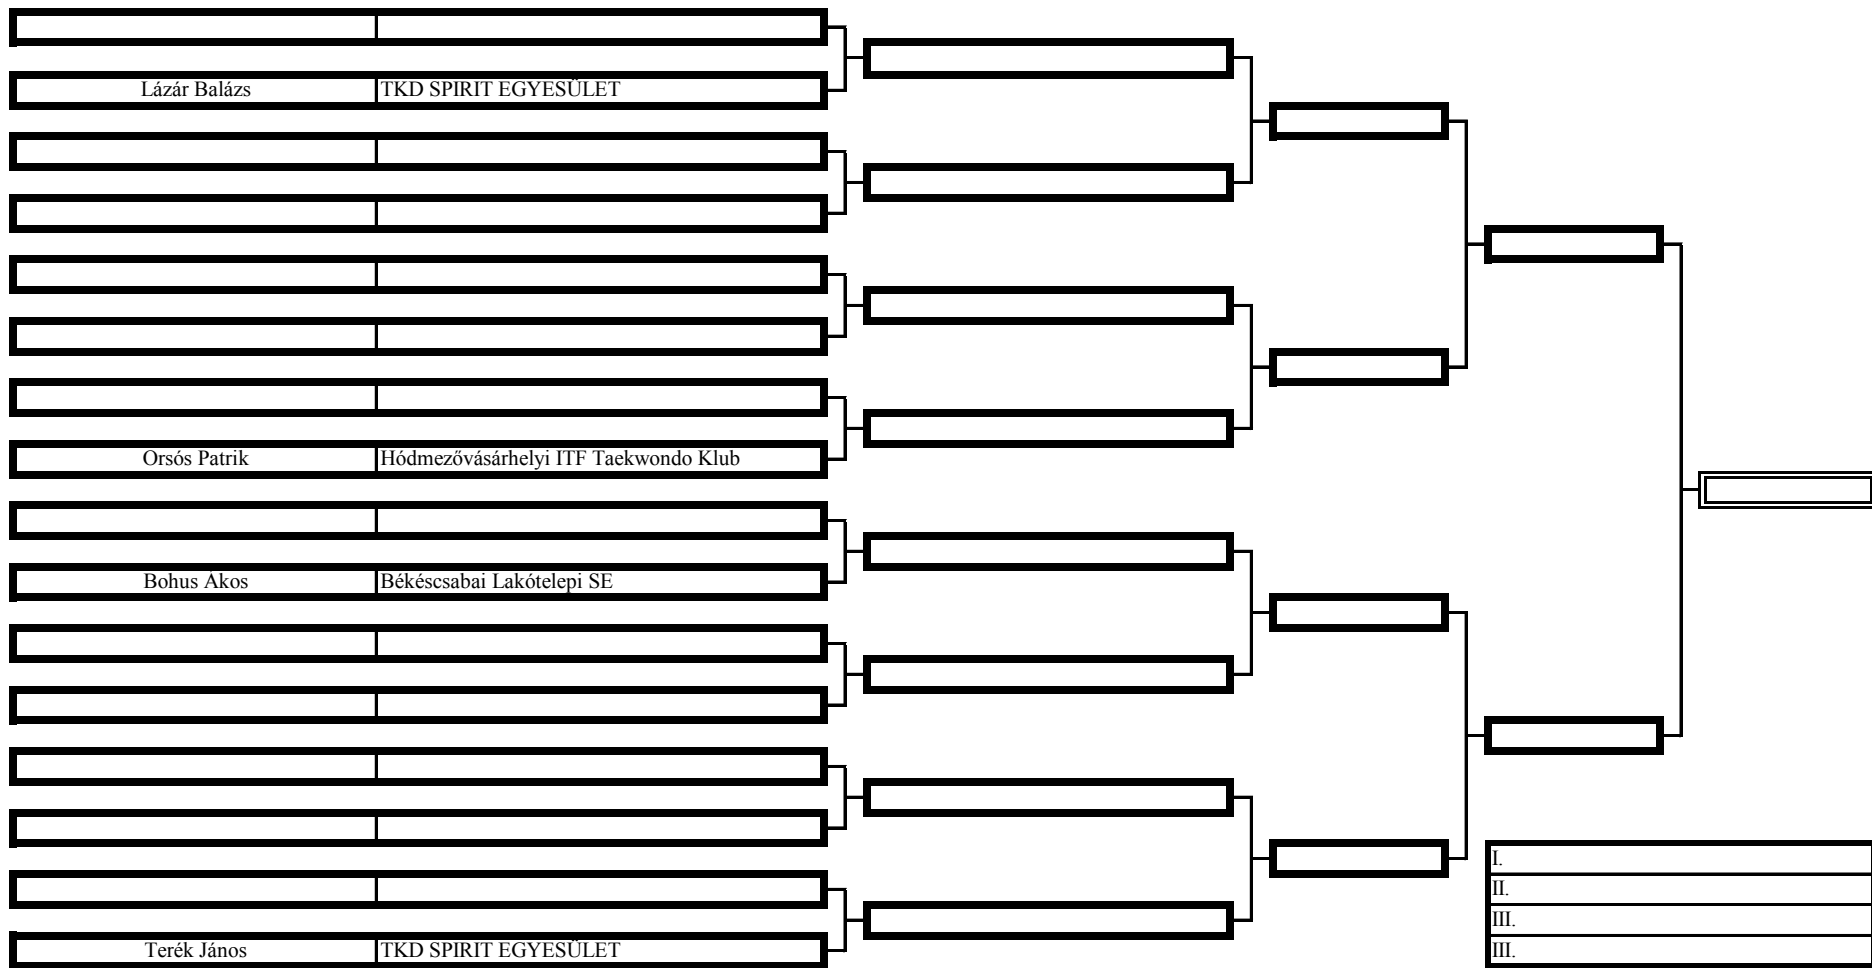 Lázár Balázs TKD SPIRIT EGYESÜLET
Orsós Patrik Hódmezővásárhelyi ITF Taekwondo Klub
Bohus Ákos Békéscsabai Lakótelepi SE
Terék János TKD SPIRIT EGYESÜLET
I.
II.
III.
III.